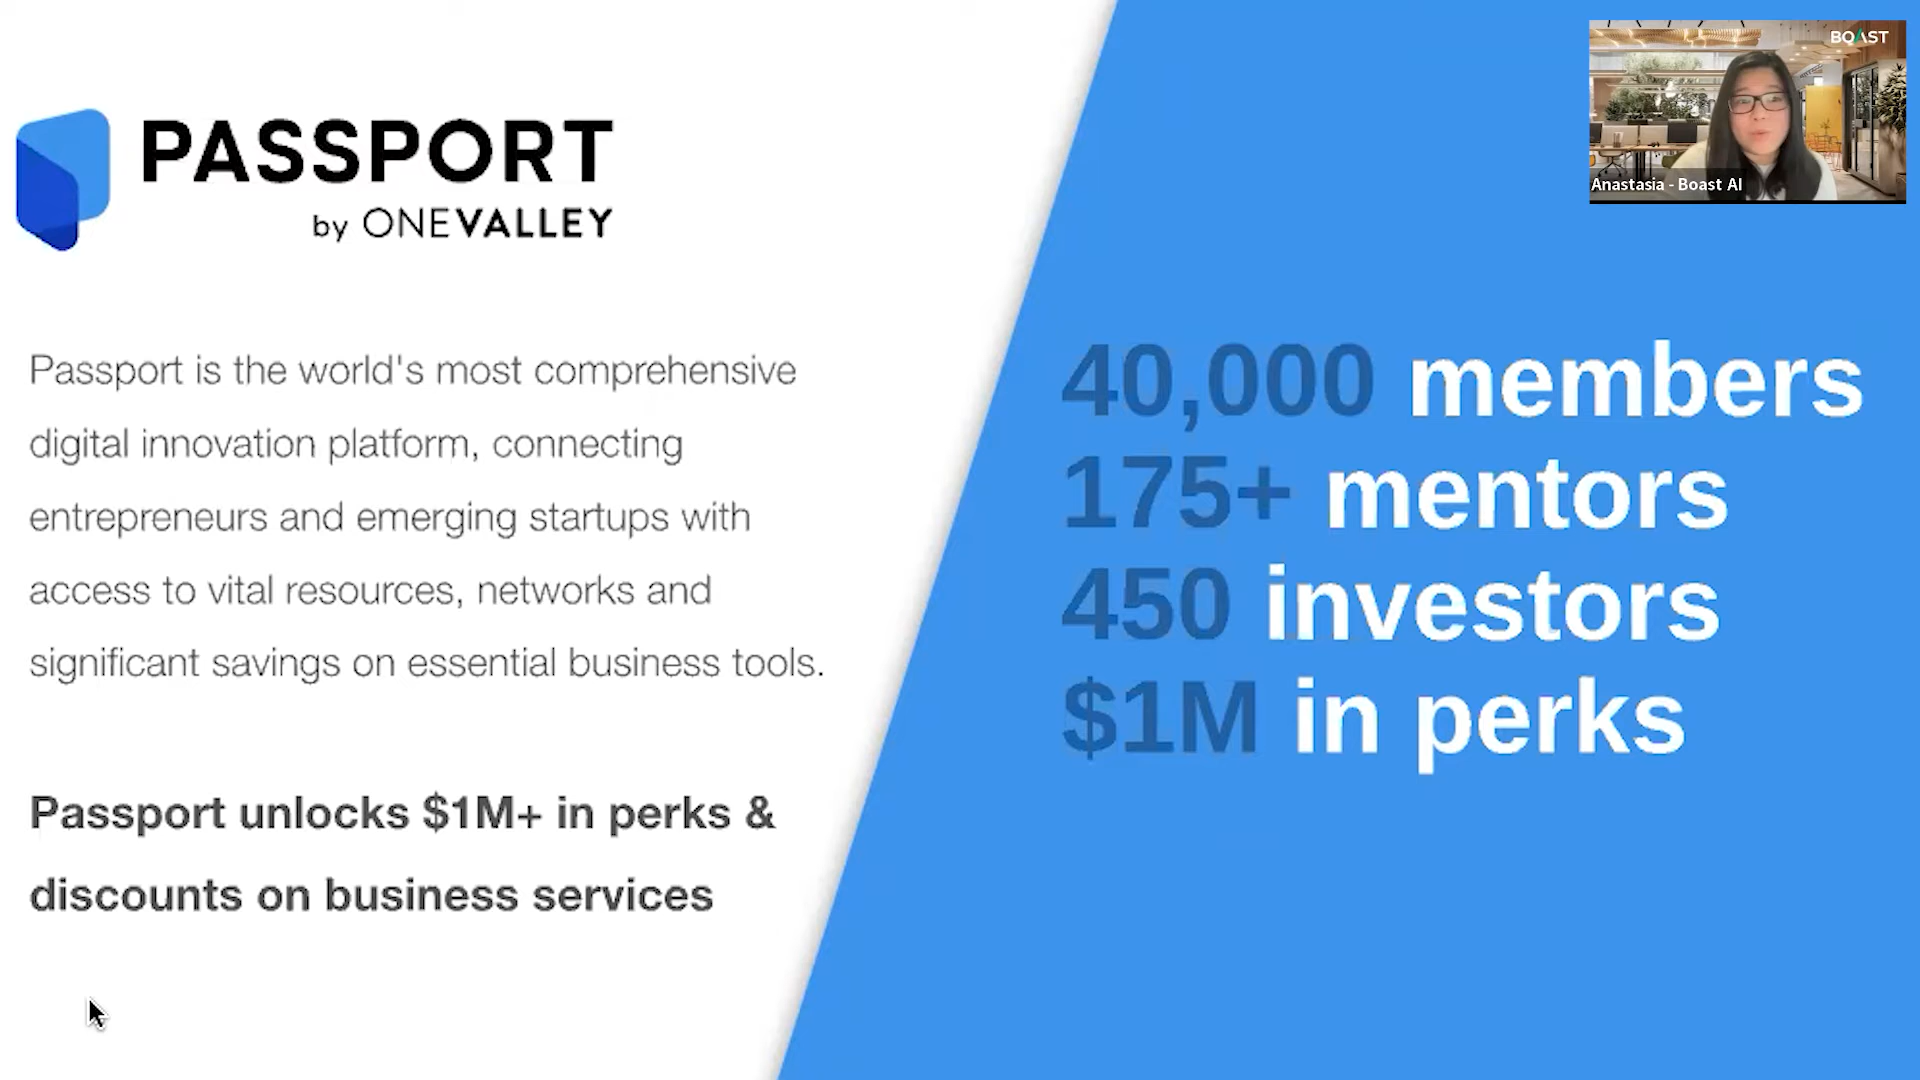 PASSPORT
by ONEVALLEY
Passport is the world's most comprehensive
digital innovation platform, connecting
entrepreneurs and emerging startups with
access to vital resources, networks and
significant savings on essential business tools.
Passport unlocks $1M+ in perks &
discounts on business services
40,000 members
175+ mentors
450 investors
$1M in perks
BOAST
Anastasia - Boast AI